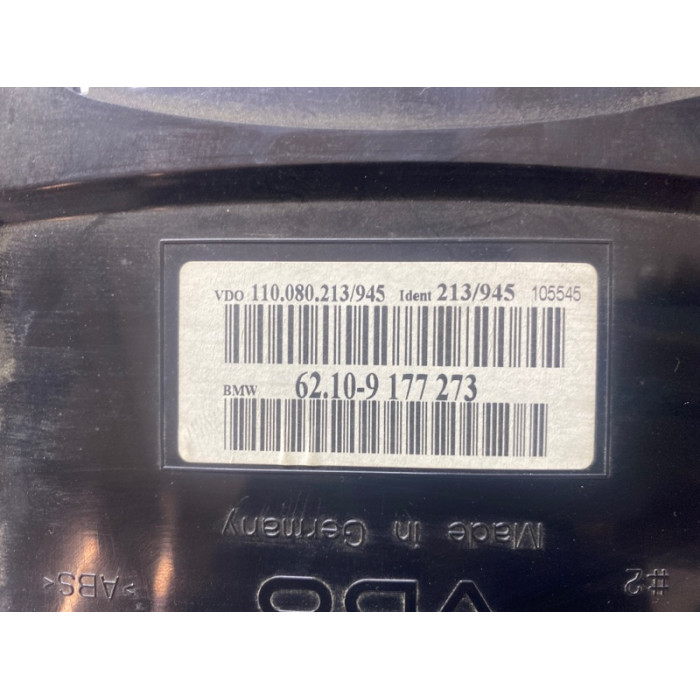 VDO 110.080.213/945 Ident 213/945 105545
BMW 62.10-9 177 273
Made in Germany
#2
>ABS<
VDO